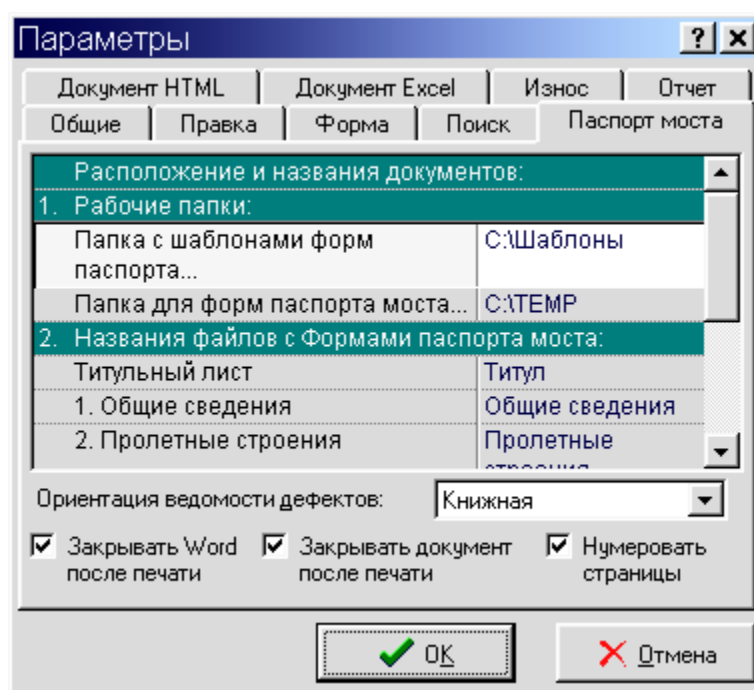 Параметры
Документ HTML Документ Excel Износ Отчет
Общие Правка Форма Поиск Паспорт моста
Расположение и названия документов:
1. Рабочие папки:
Папка с шаблонами форм паспорта... C:\Шаблоны
Папка для форм паспорта моста... C:\TEMP
2. Названия файлов с Формами паспорта моста:
Титульный лист Титул
1. Общие сведения Общие сведения
2. Пролетные строения Пролетные
Ориентация ведомости дефектов: Книжная
Закрывать Word после печати Закрывать документ после печати Нумеровать страницы
OK Отмена